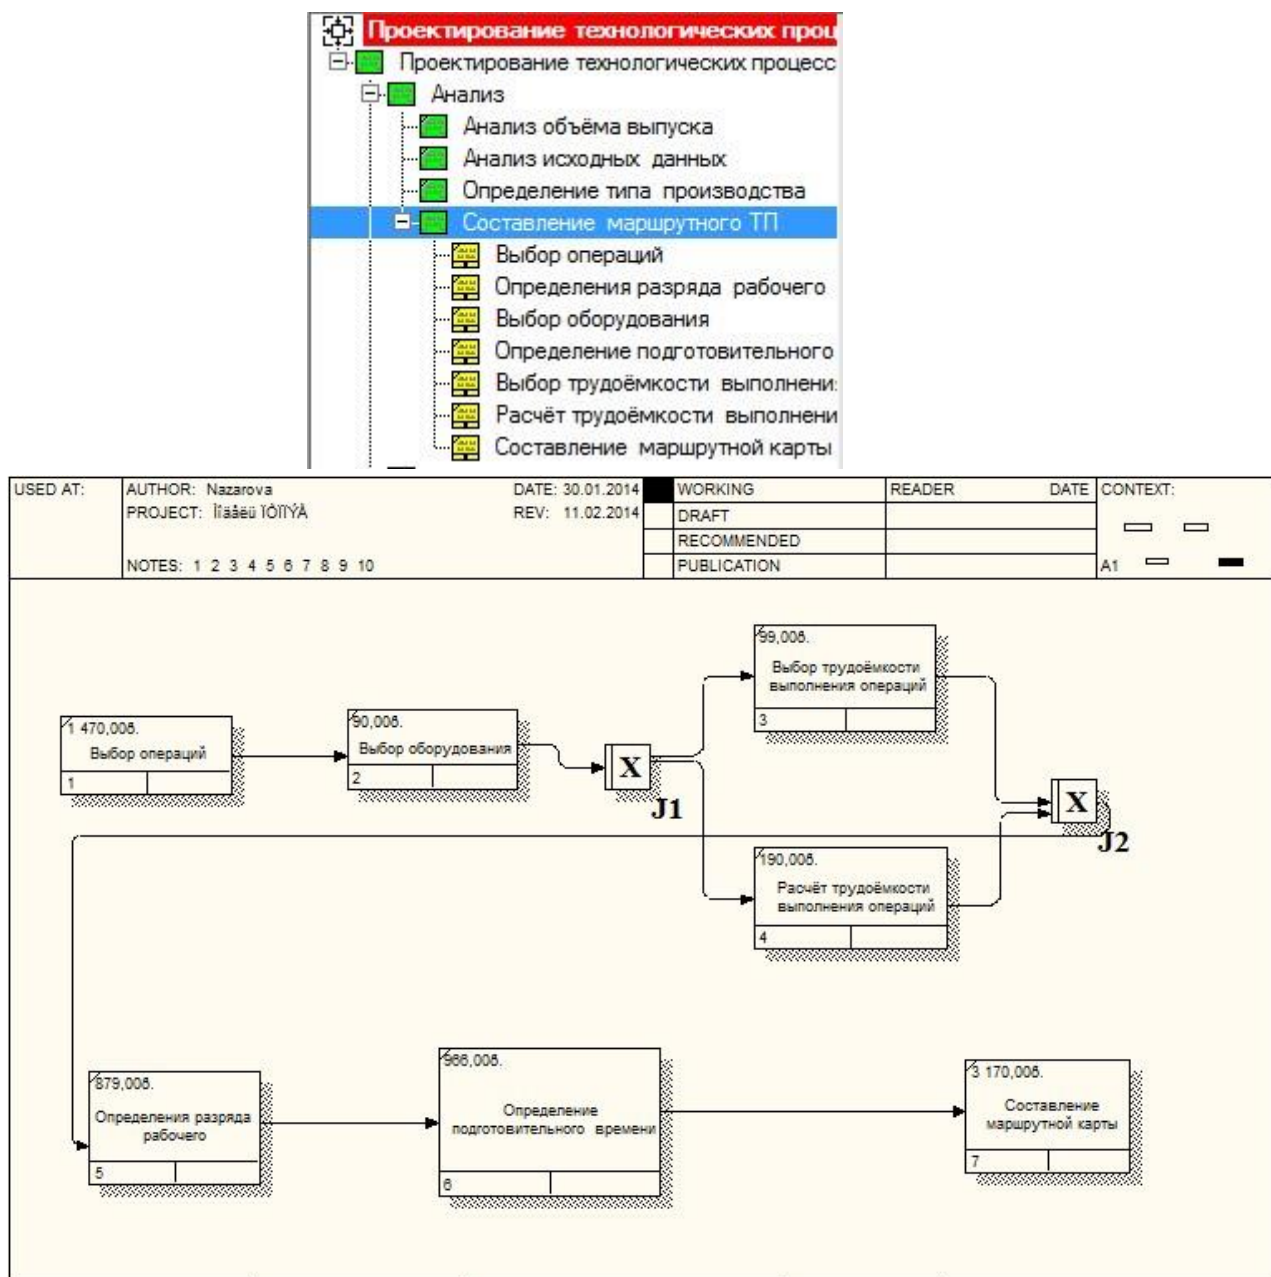 Проектирование технологических проц
Проектирование технологических процесс
Анализ
Анализ объёма выпуска
Анализ исходных данных
Определение типа производства
Составление маршрутного ТП
Выбор операций
Определения разряда рабочего
Выбор оборудования
Определение подготовительного
Выбор трудоёмкости выполнени
Расчёт трудоёмкости выполнени
Составление маршрутной карты
USED AT:
AUTHOR: Nazarova
DATE: 30.01.2014
PROJECT:
REV: 11.02.2014
NOTES: 1 2 3 4 5 6 7 8 9 10
WORKING
DRAFT
RECOMMENDED
PUBLICATION
READER
DATE
CONTEXT:
A1
1 470,00б.
Выбор операций
1
90,00б.
Выбор оборудования
2
X
J1
99,00б.
Выбор трудоёмкости
выполнения операций
3
190,00б.
Расчёт трудоёмкости
выполнения операций
4
X
J2
879,00б.
Определения разряда
рабочего
5
966,00б.
Определение
подготовительного времени
6
3 170,00б.
Составление
маршрутной карты
7